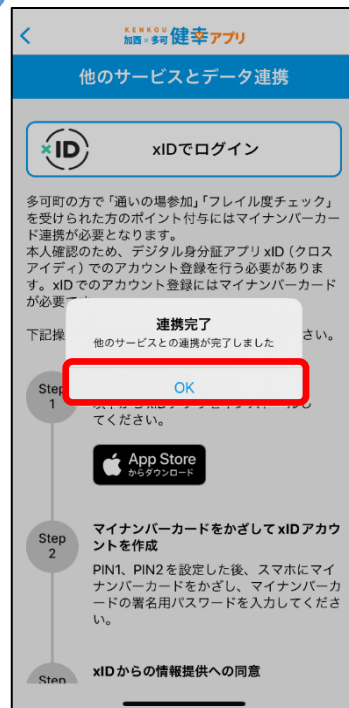 KENKOU
加西×多可 健幸アプリ
他のサービスとデータ連携
xID
xIDでログイン
多可町の方で「通いの場参加」「フレイル度チェック」
を受けられた方のポイント付与にはマイナンバーカー
ド連携が必要となります。
本人確認のため、デジタル身分証アプリ xID（クロス
アイディ）でのアカウント登録を行う必要がありま
す。xID でのアカウント登録にはマイナンバーカード
が必要
連携完了
他のサービスとの連携が完了しました
下記操
さい。
OK
Step
1
てください。
App Store
からダウンロード
Step
2
マイナンバーカードをかざして xID アカウ
ントを作成
PIN1、PIN2 を設定した後、スマホにマイ
ナンバーカードをかざし、マイナンバーカ
ードの署名用パスワードを入力してくださ
い。
Step
xID からの情報提供への同意